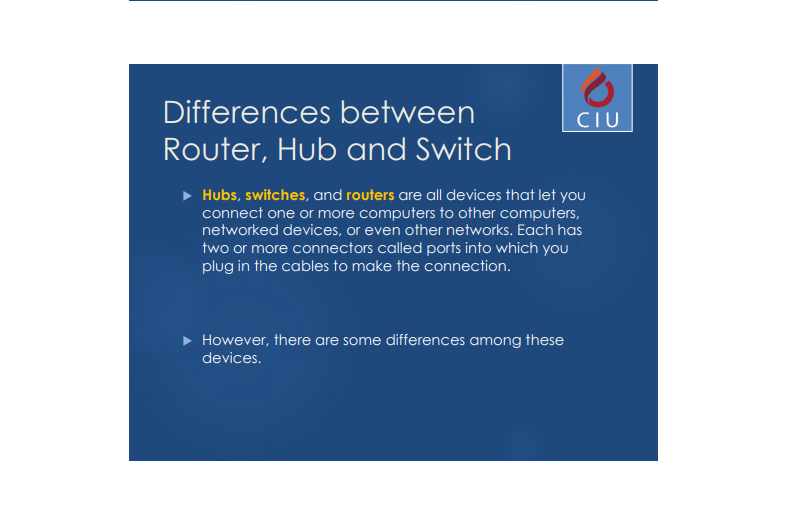 Differences between
Router, Hub and Switch
CIU
Hubs, switches, and routers are all devices that let you
connect one or more computers to other computers,
networked devices, or even other networks. Each has
two or more connectors called ports into which you
plug in the cables to make the connection.
However, there are some differences among these
devices.